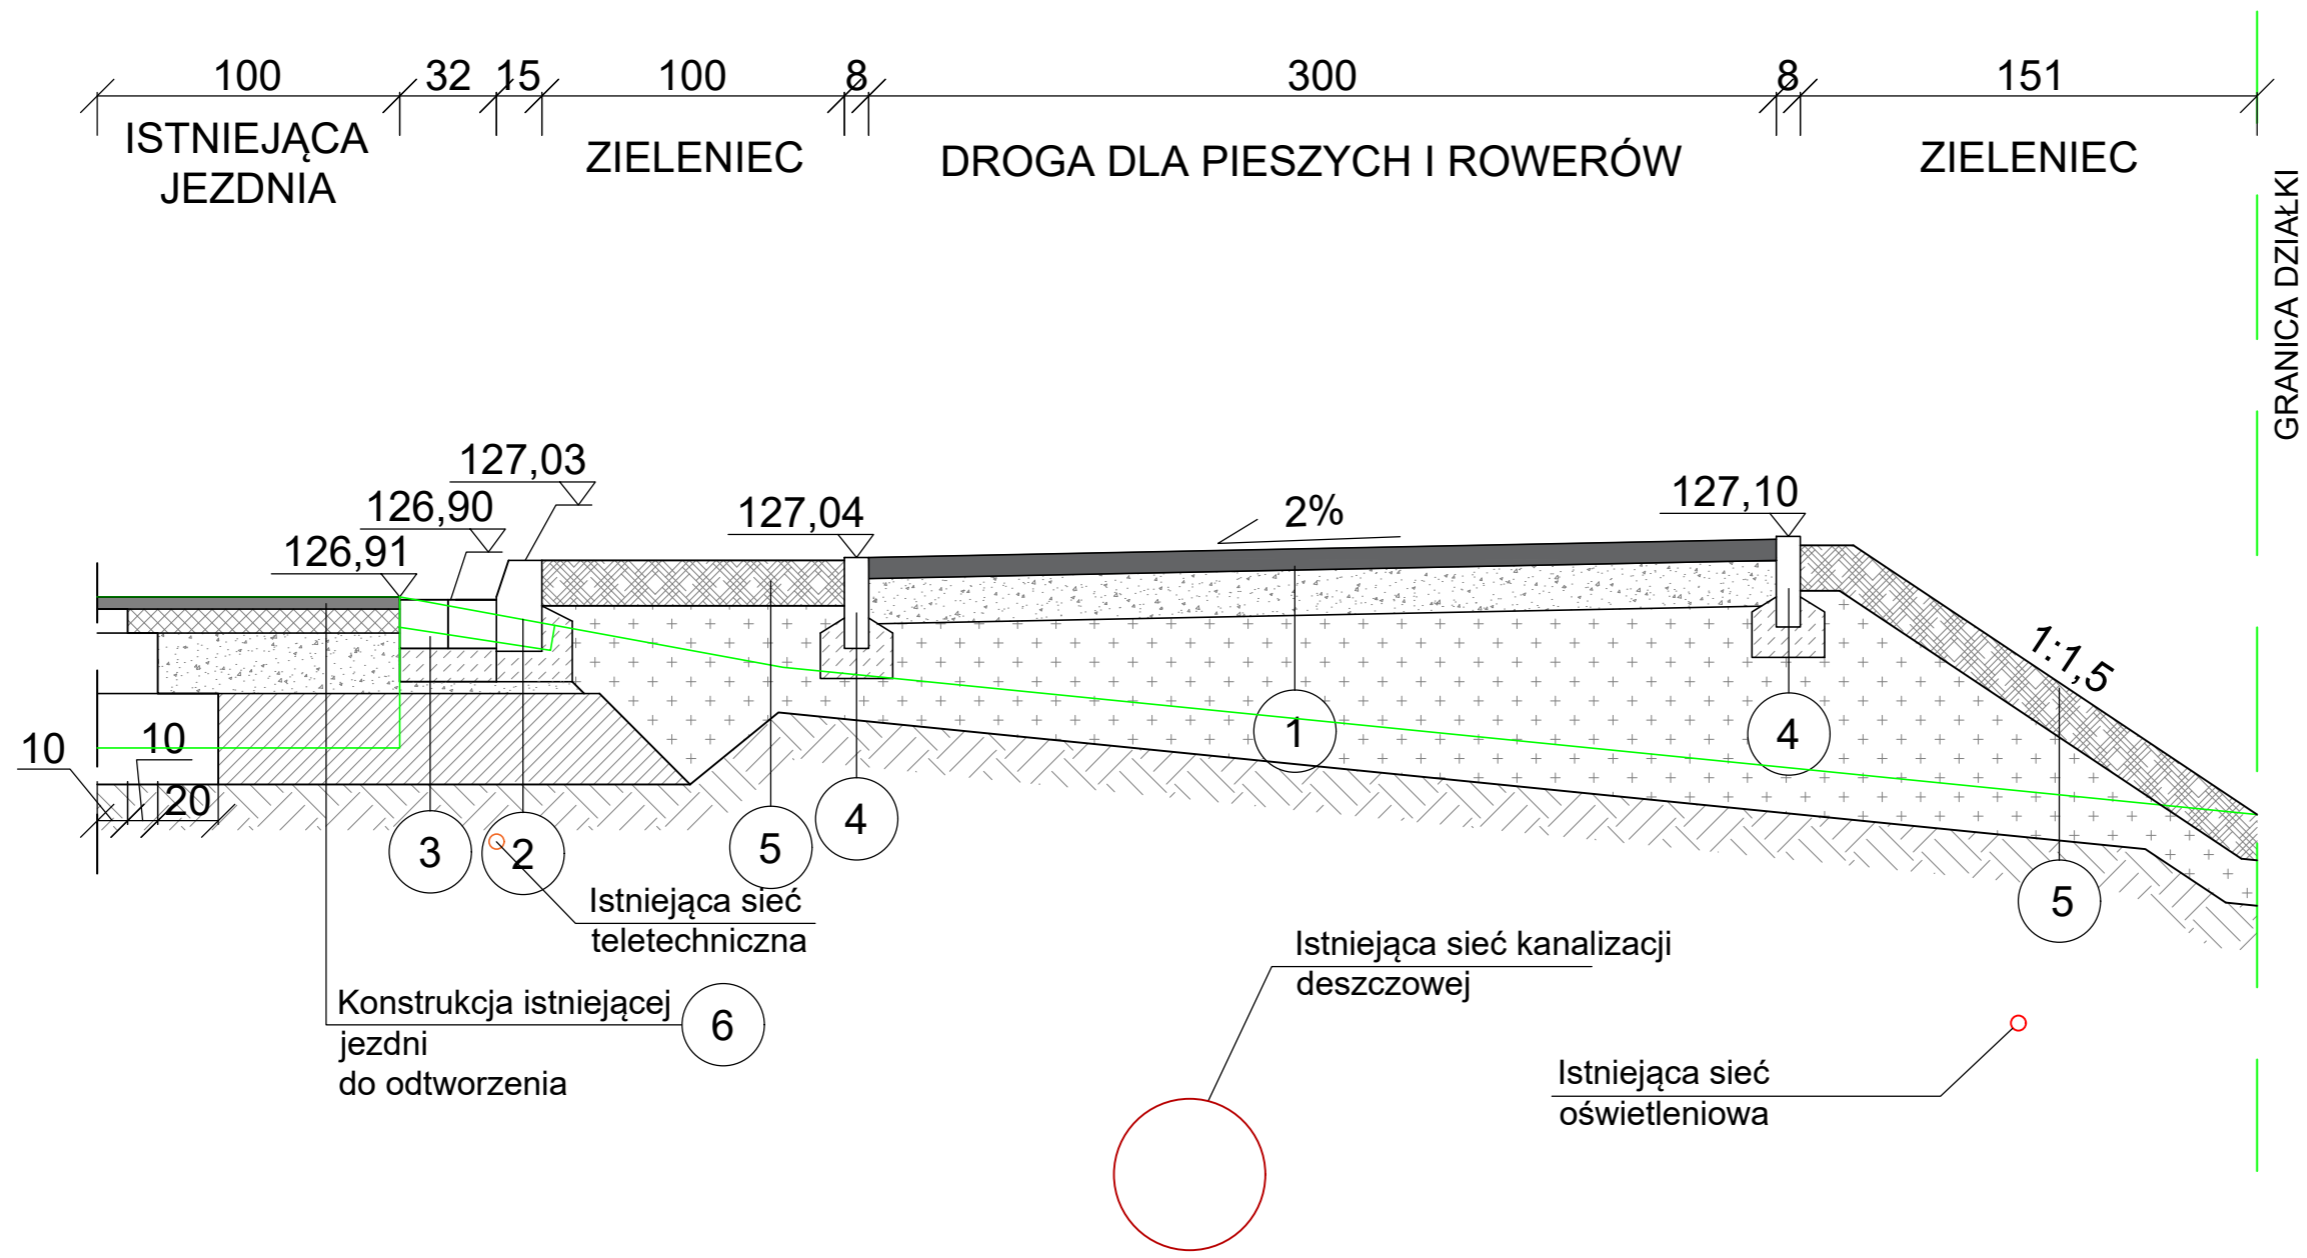 100 32 15 100 8 300 8 151
ISTNIEJĄCA
JEZDNIA
ZIELENIEC
DROGA DLA PIESZYCH I ROWERÓW
ZIELENIEC
GRANICA DZIAŁKI
127,03
126,90
126,91
127,04
2%
127,10
1:1,5
10
10
20
3
2
5
4
1
4
5
Istniejąca sieć
teletechniczna
Konstrukcja istniejącej
jezdni
do odtworzenia
6
Istniejąca sieć kanalizacji
deszczowej
Istniejąca sieć
oświetleniowa